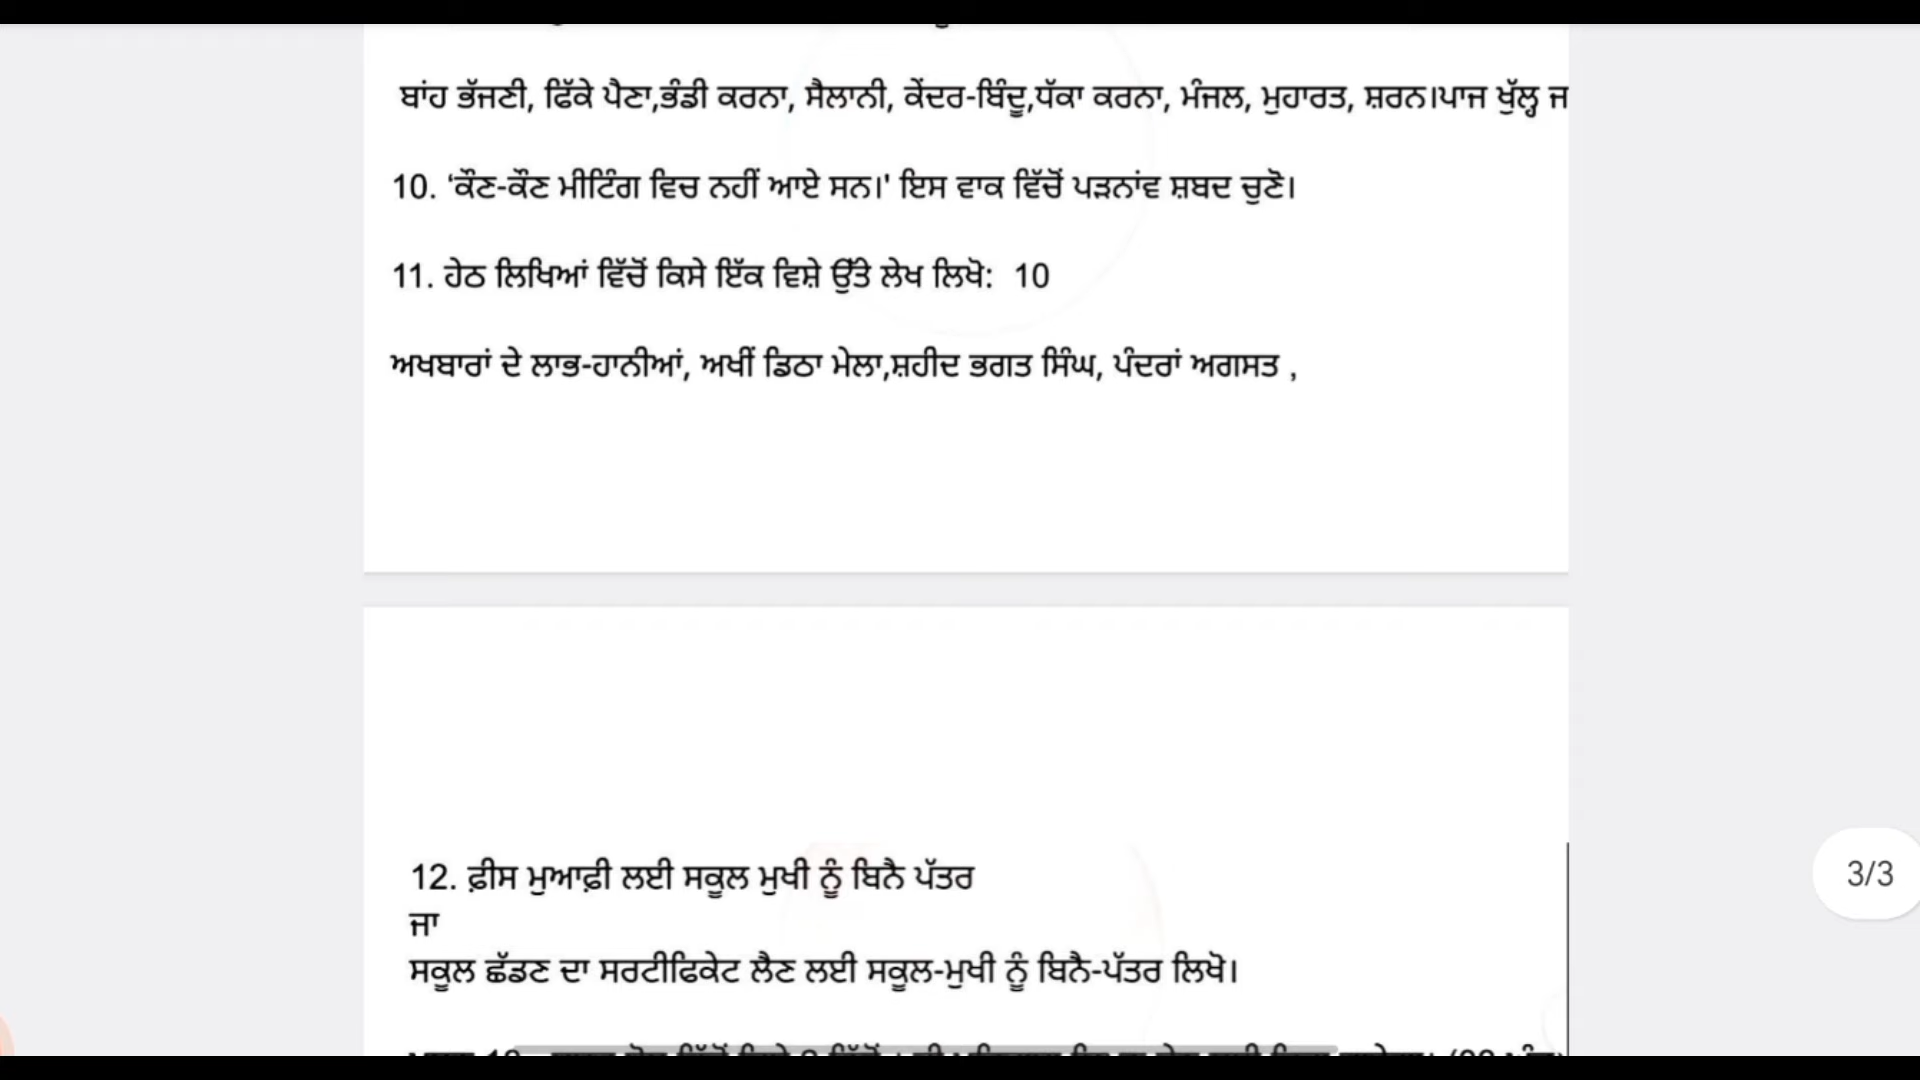 ਬਾਂਹ ਭੱਜਣੀ, ਫਿੱਕੇ ਪੈਣਾ,ਭੰਡੀ ਕਰਨਾ, ਸੈਲਾਨੀ, ਕੇਂਦਰ-ਬਿੰਦੂ,ਧੱਕਾ ਕਰਨਾ, ਮੰਜਲ, ਮੁਹਾਰਤ, ਸ਼ਰਨ।ਪਾਜ ਖੁੱਲ੍ਹ ਜ
10. ‘ਕੌਣ-ਕੌਣ ਮੀਟਿੰਗ ਵਿਚ ਨਹੀਂ ਆਏ ਸਨ।' ਇਸ ਵਾਕ ਵਿੱਚੋਂ ਪੜਨਾਂਵ ਸ਼ਬਦ ਚੁਣੋ।
11. ਹੇਠ ਲਿਖਿਆਂ ਵਿੱਚੋਂ ਕਿਸੇ ਇੱਕ ਵਿਸ਼ੇ ਉੱਤੇ ਲੇਖ ਲਿਖੋ: 10
ਅਖਬਾਰਾਂ ਦੇ ਲਾਭ-ਹਾਨੀਆਂ, ਅਖੀਂ ਡਿਠਾ ਮੇਲਾ,ਸ਼ਹੀਦ ਭਗਤ ਸਿੰਘ, ਪੰਦਰਾਂ ਅਗਸਤ ,
12. ਫ਼ੀਸ ਮੁਆਫ਼ੀ ਲਈ ਸਕੂਲ ਮੁਖੀ ਨੂੰ ਬਿਨੈ ਪੱਤਰ
ਜਾ
ਸਕੂਲ ਛੱਡਣ ਦਾ ਸਰਟੀਫਿਕੇਟ ਲੈਣ ਲਈ ਸਕੂਲ-ਮੁਖੀ ਨੂੰ ਬਿਨੈ-ਪੱਤਰ ਲਿਖੋ।
3/3